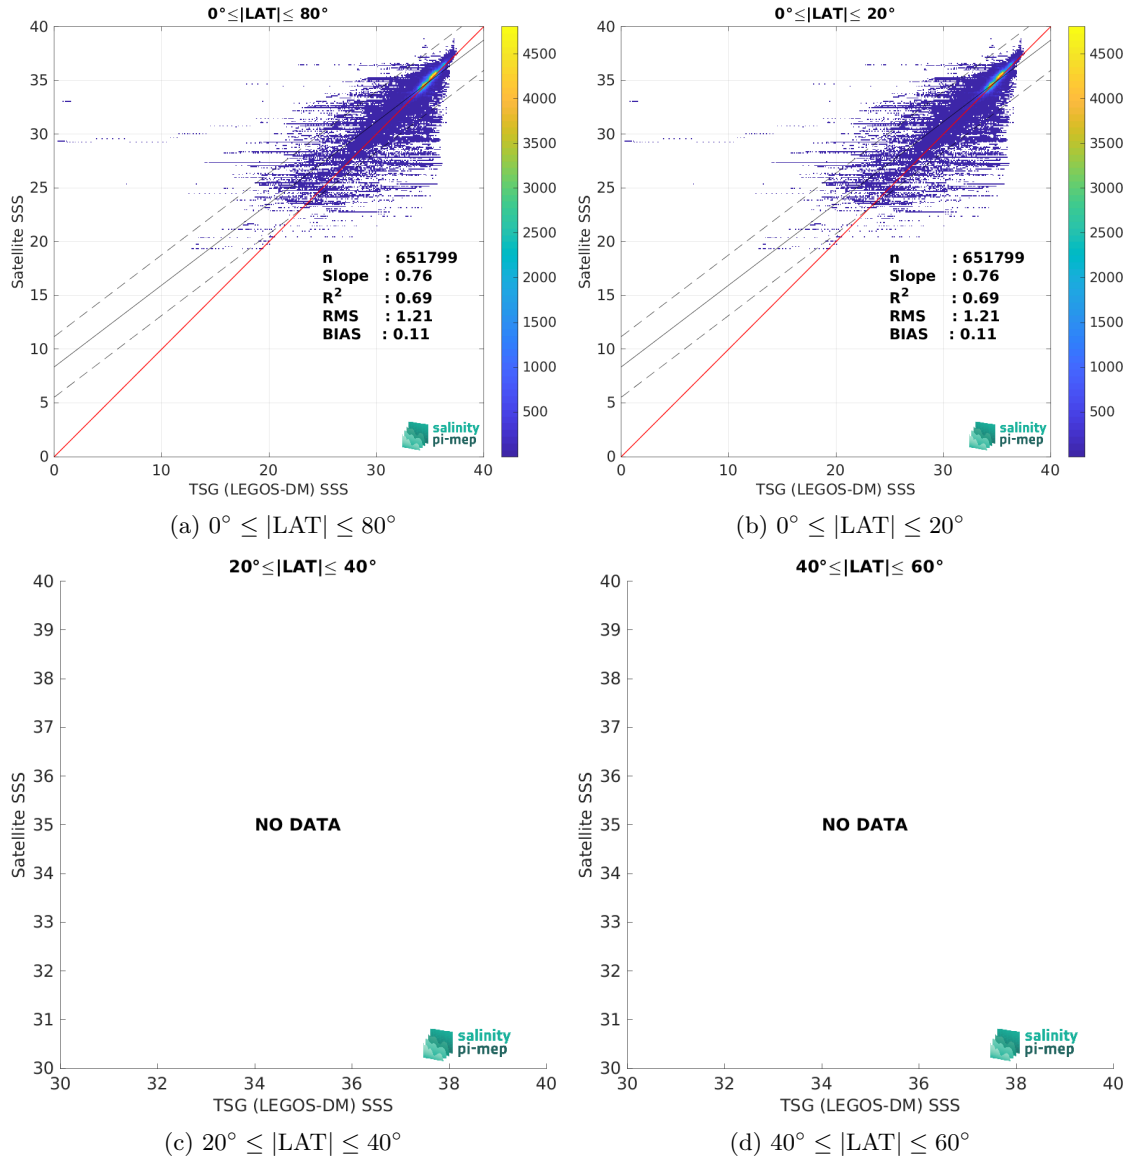 0°≤|LAT|≤ 80°
40
35
30
25
20
15
10
5
0
Satellite SSS
n : 651799
Slope : 0.76
R² : 0.69
RMS : 1.21
BIAS : 0.11
salinity
pi-mep
0 10 20 30 40
TSG (LEGOS-DM) SSS
4500
4000
3500
3000
2500
2000
1500
1000
500
(a) 0° ≤ |LAT| ≤ 80°
0°≤|LAT|≤ 20°
40
35
30
25
20
15
10
5
0
Satellite SSS
n : 651799
Slope : 0.76
R² : 0.69
RMS : 1.21
BIAS : 0.11
salinity
pi-mep
0 10 20 30 40
TSG (LEGOS-DM) SSS
4500
4000
3500
3000
2500
2000
1500
1000
500
(b) 0° ≤ |LAT| ≤ 20°
20°≤|LAT|≤ 40°
40
39
38
37
36
35
34
33
32
31
30
Satellite SSS
NO DATA
salinity
pi-mep
30 32 34 36 38 40
TSG (LEGOS-DM) SSS
(c) 20° ≤ |LAT| ≤ 40°
40°≤|LAT|≤ 60°
40
39
38
37
36
35
34
33
32
31
30
Satellite SSS
NO DATA
salinity
pi-mep
30 32 34 36 38 40
TSG (LEGOS-DM) SSS
(d) 40° ≤ |LAT| ≤ 60°